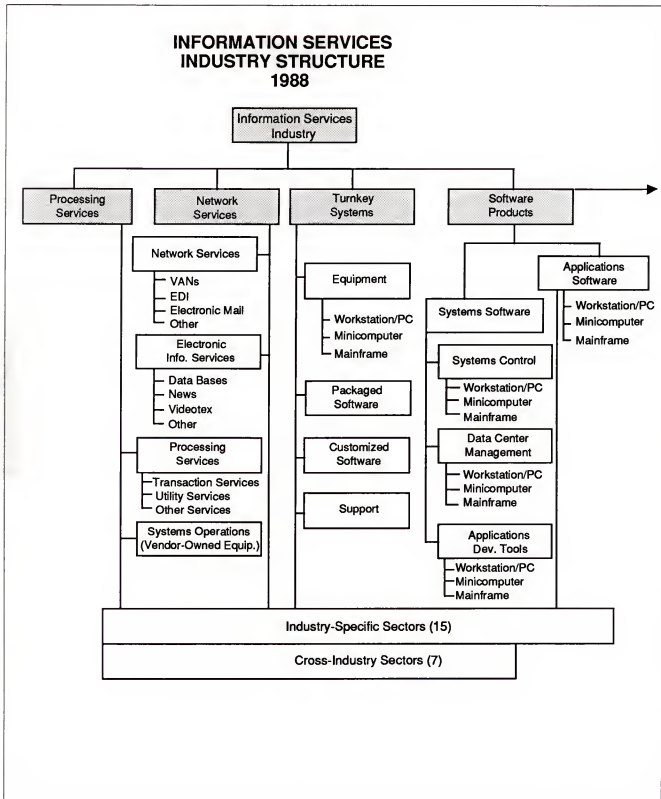 INFORMATION SERVICES
INDUSTRY STRUCTURE
1988
Information Services
Industry
Processing
Services
Network
Services
Turnkey
Systems
Software
Products
Network Services
VANs
EDI
Electronic Mail
Other
Electronic
Info. Services
Data Bases
News
Videotex
Other
Processing
Services
Transaction Services
Utility Services
Other Services
Systems Operations
(Vendor-Owned Equip.)
Equipment
Workstation/PC
Minicomputer
Mainframe
Packaged
Software
Customized
Software
Support
Systems Software
Systems Control
Workstation/PC
Minicomputer
Mainframe
Data Center
Management
Workstation/PC
Minicomputer
Mainframe
Applications
Dev. Tools
Workstation/PC
Minicomputer
Mainframe
Applications
Software
Workstation/PC
Minicomputer
Mainframe
Industry-Specific Sectors (15)
Cross-Industry Sectors (7)